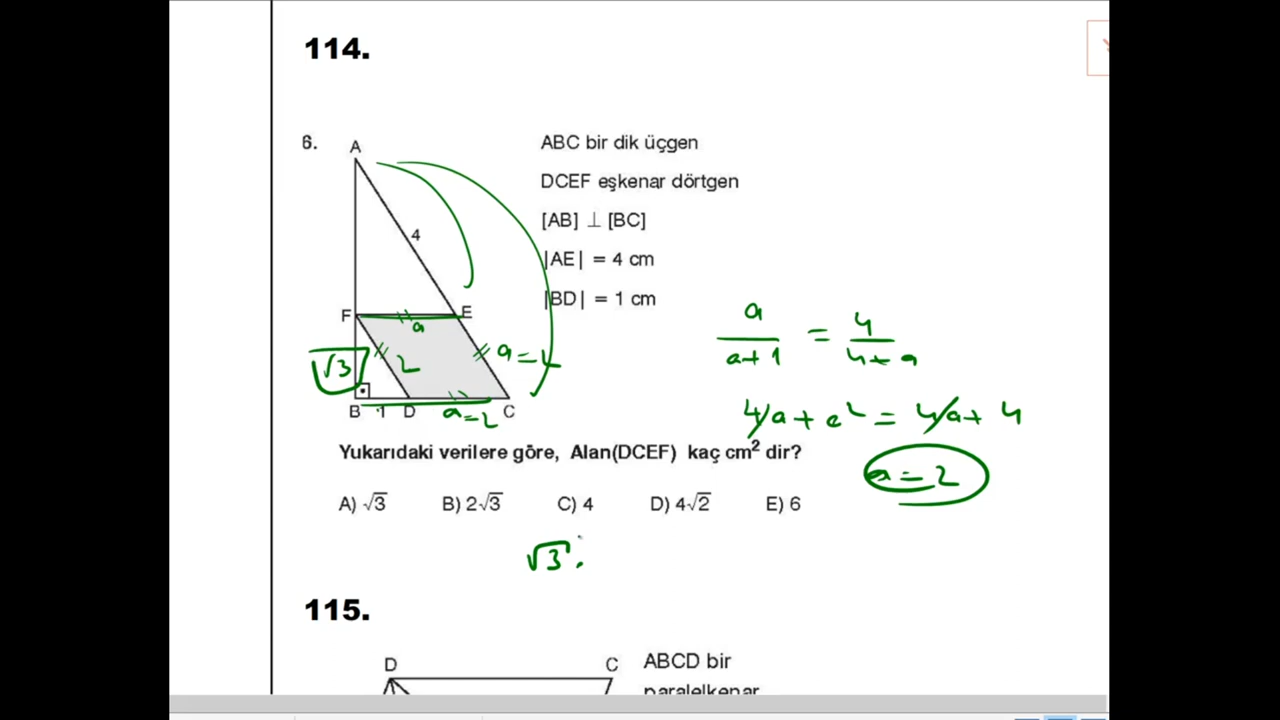 114.
6.
A
ABC bir dik üçgen
DCEF eşkenar dörtgen
[AB] ⊥ [BC]
4
|AE| = 4 cm
|BD| = 1 cm
F
E
a
a/(a+1) = 4/(4+a)
√3
2
a =
B 1 D
a=2
C
4a + a² = 4a + 4
a = 2
Yukarıdaki verilere göre, Alan(DCEF) kaç cm² dir?
A) √3 B) 2√3 C) 4 D) 4√2 E) 6
√3 .
115.
D
C
ABCD bir
paralelkenar